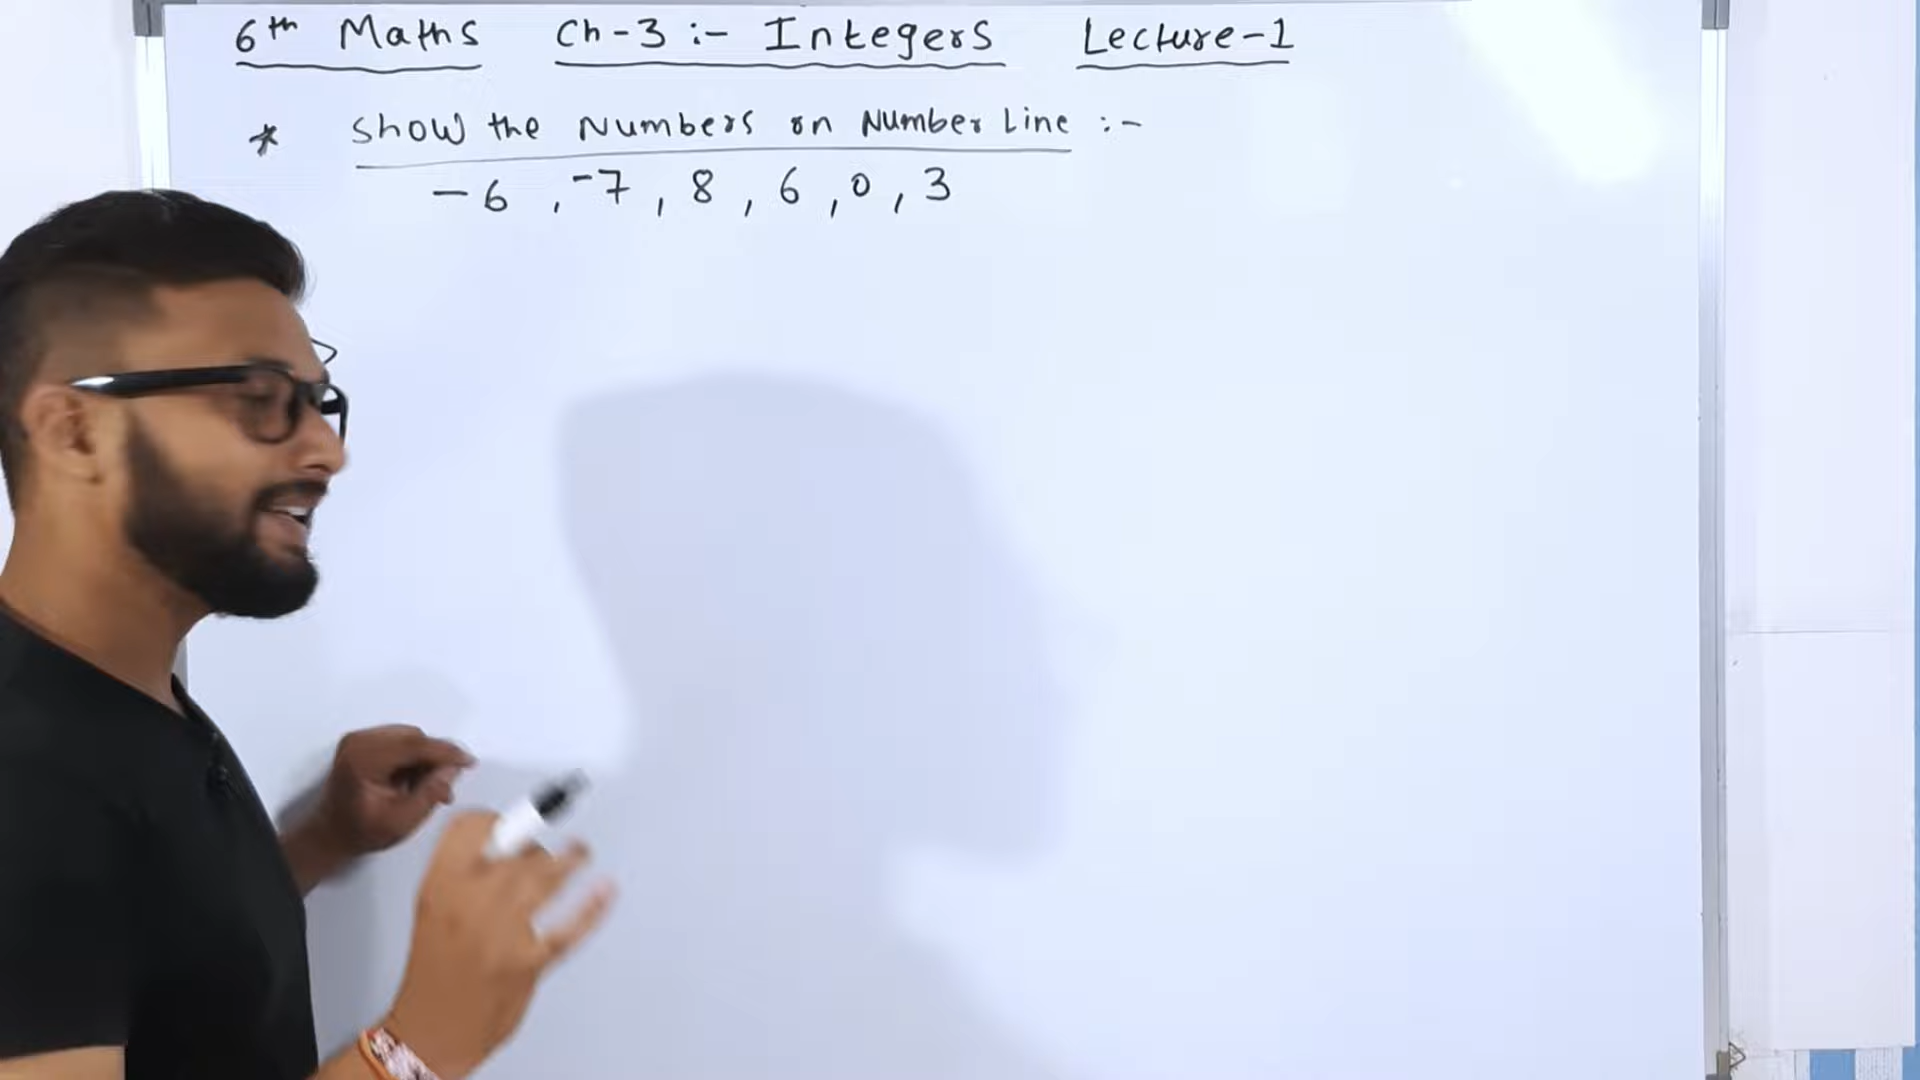 6th Maths Ch-3 :- Integers Lecture-1
* Show the Numbers on Number Line :-
-6 , -7 , 8 , 6 , 0 , 3